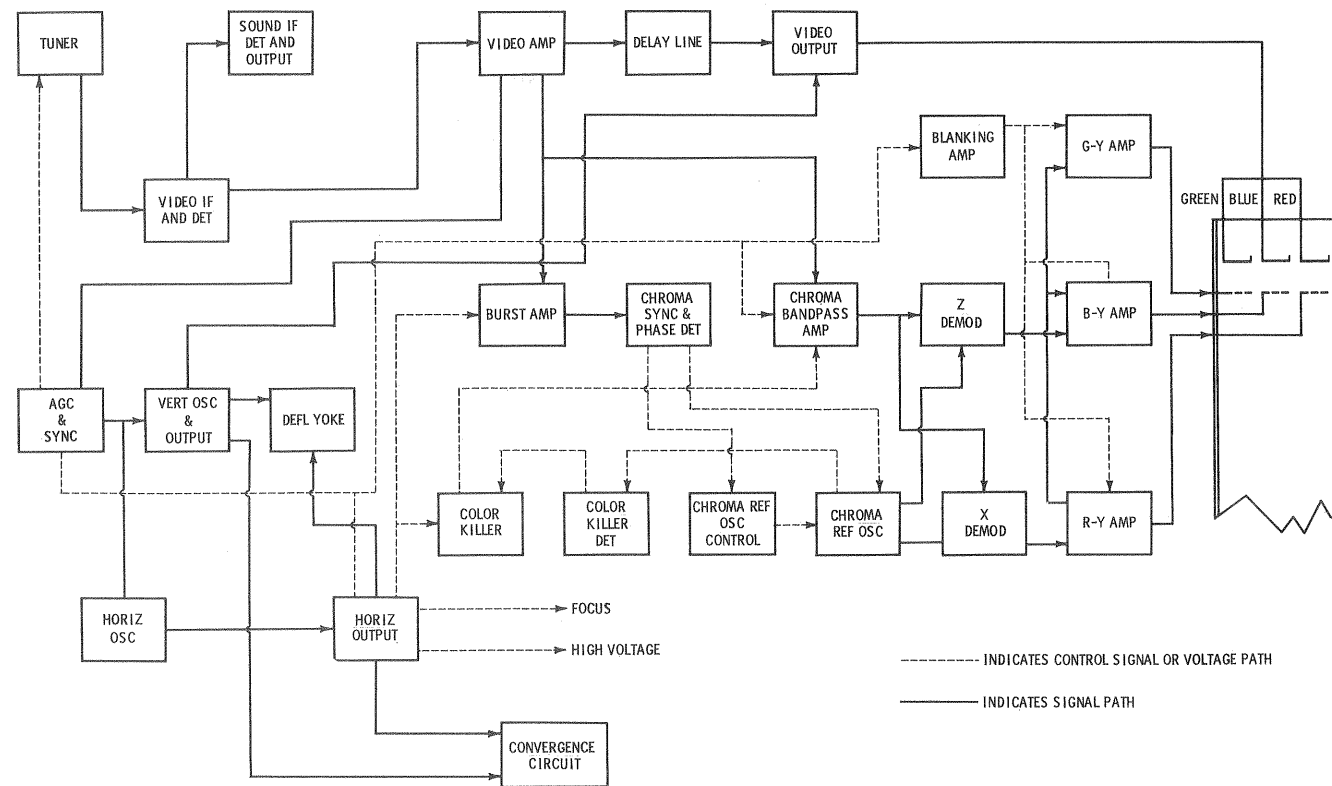 TUNER
SOUND IF
DET AND
OUTPUT
VIDEO AMP
DELAY LINE
VIDEO
OUTPUT
BLANKING
AMP
G-Y AMP
VIDEO IF
AND DET
GREEN
BLUE
RED
BURST AMP
CHROMA
SYNC &
PHASE DET
CHROMA
BANDPASS
AMP
Z
DEMOD
B-Y AMP
AGC
&
SYNC
VERT OSC
&
OUTPUT
DEFL YOKE
COLOR
KILLER
COLOR
KILLER
DET
CHROMA REF
OSC
CONTROL
CHROMA
REF OSC
X
DEMOD
R-Y AMP
HORIZ
OSC
HORIZ
OUTPUT
FOCUS
HIGH VOLTAGE
INDICATES CONTROL SIGNAL OR VOLTAGE PATH
INDICATES SIGNAL PATH
CONVERGENCE
CIRCUIT